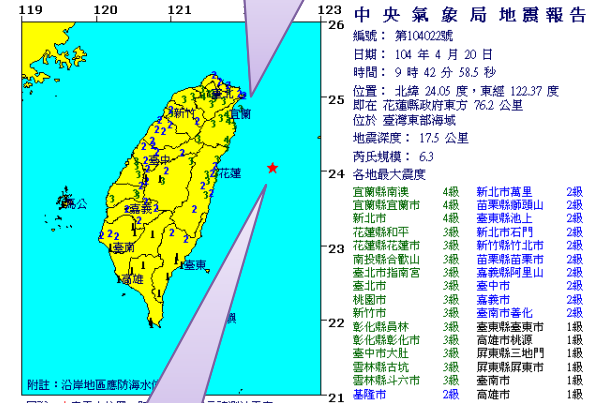 中央氣象局地震報告
編號： 第104022號
日期： 104 年 4 月 20 日
時間： 9 時 42 分 58.5 秒
位置： 北緯 24.05 度，東經 122.37 度
即在 花蓮縣政府東方 76.2 公里
位於 臺灣東部海域
地震深度： 17.5 公里
芮氏規模： 6.3
各地最大震度
宜蘭縣南澳 4級 新北市萬里 2級
宜蘭縣宜蘭市 4級 苗栗縣獅頭山 2級
新北市 4級 臺東縣池上 2級
花蓮縣和平 3級 新北市石門 2級
花蓮縣花蓮市 3級 新竹縣竹北市 2級
南投縣合歡山 3級 苗栗縣苗栗市 2級
臺北市指南宮 3級 嘉義縣阿里山 2級
臺北市 3級 臺中市 2級
桃園市 3級 嘉義市 2級
新竹市 3級 臺南市善化 2級
彰化縣員林 3級 臺東縣臺東市 1級
彰化縣彰化市 3級 高雄市桃源 1級
臺中市大肚 3級 屏東縣三地門 1級
雲林縣古坑 3級 屏東縣屏東市 1級
雲林縣斗六市 3級 臺南市 1級
基隆市 2級 高雄市 1級
119 120 121 123
26
25
24
23
22
21
臺北
宜蘭
新竹
臺中
花蓮
馬公
嘉義
臺南
臺東
高雄
附註：沿岸地區應防海水位